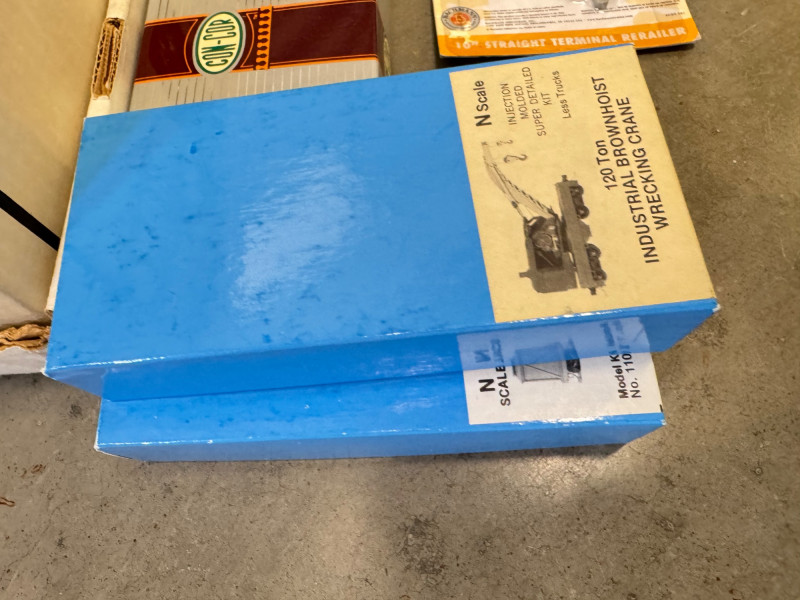 CON-COR
10" STRAIGHT TERMINAL RERAILER
N Scale
INJECTION
MOLDED
SUPER DETAILED
KIT
Less Trucks
120 Ton
INDUSTRIAL BROWNHOIST
WRECKING CRANE
N
SCALE
Model
No. 110